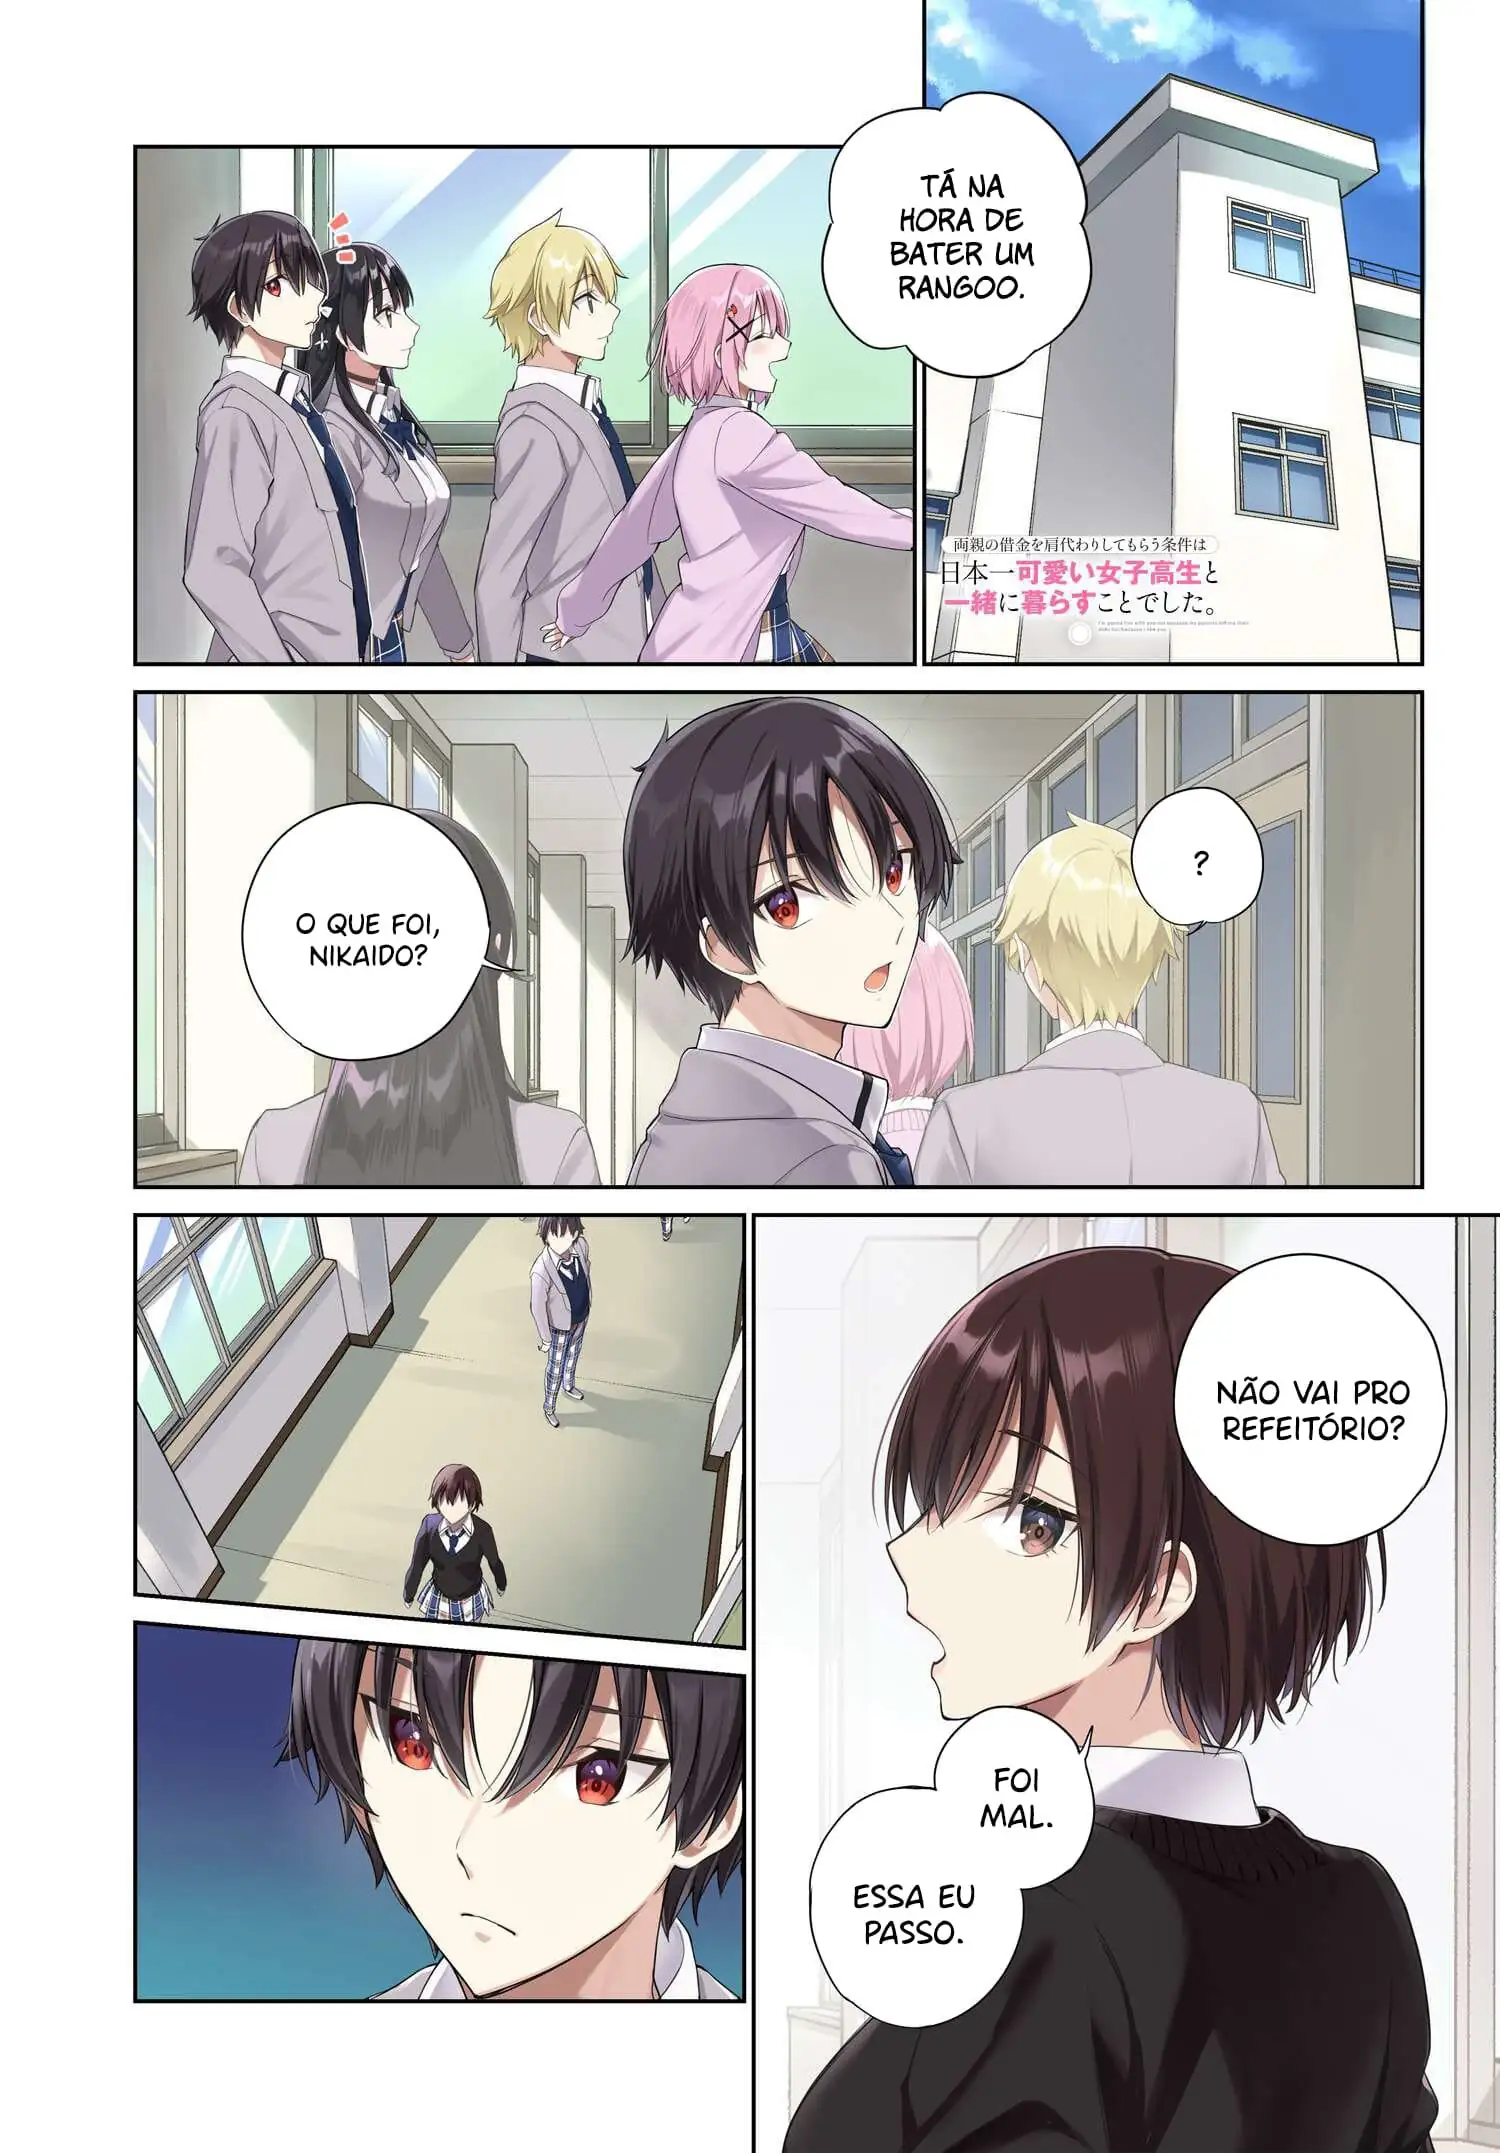 TÁ NA
HORA DE
BATER UM
RANGOO.
両親の借金を肩代わりしてもらう条件は
日本一可愛い女子高生と
一緒に暮らすことでした。
?
O QUE FOI,
NIKAIDO?
NÃO VAI PRO
REFEITÓRIO?
FOI
MAL.
ESSA EU
PASSO.